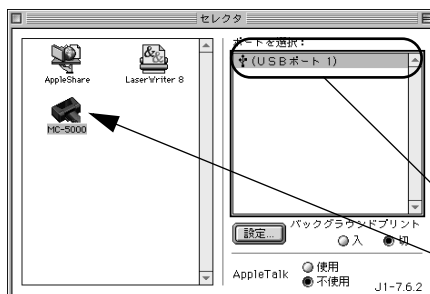 セレクタ
AppleShare
LaserWriter 8
MC-5000
ポートを選択:
(USBポート 1)
設定...
バックグラウンドプリント
入 切
AppleTalk
使用
不使用
J1-7.6.2